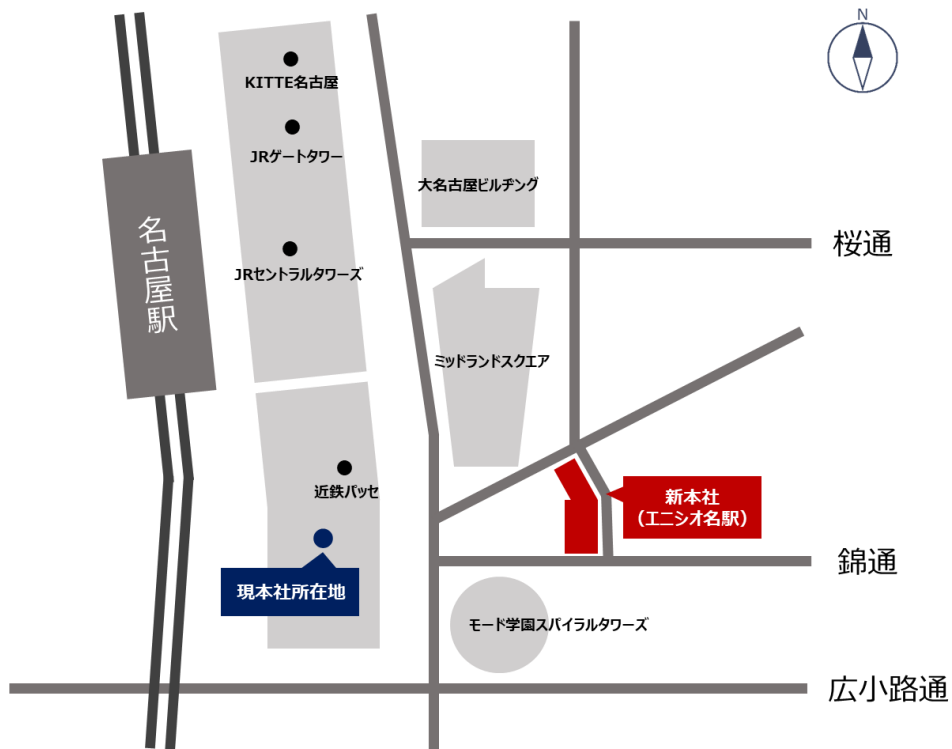 N
KITTE名古屋
JRゲートタワー
大名古屋ビルヂング
桜通
名古屋駅
JRセントラルタワーズ
ミッドランドスクエア
近鉄パッセ
新本社
(エニシオ名駅)
現本社所在地
錦通
モード学園スパイラルタワーズ
広小路通